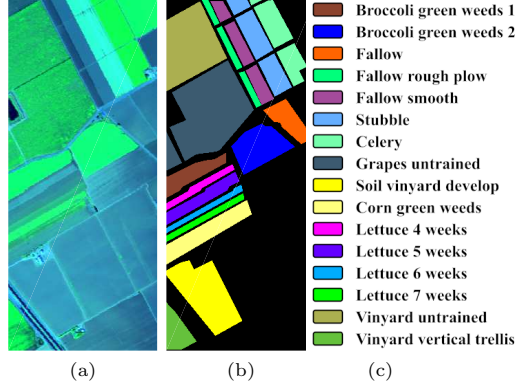 Broccoli green weeds 1
Broccoli green weeds 2
Fallow
Fallow rough plow
Fallow smooth
Stubble
Celery
Grapes untrained
Soil vinyard develop
Corn green weeds
Lettuce 4 weeks
Lettuce 5 weeks
Lettuce 6 weeks
Lettuce 7 weeks
Vinyard untrained
Vinyard vertical trellis
(a) (b) (c)